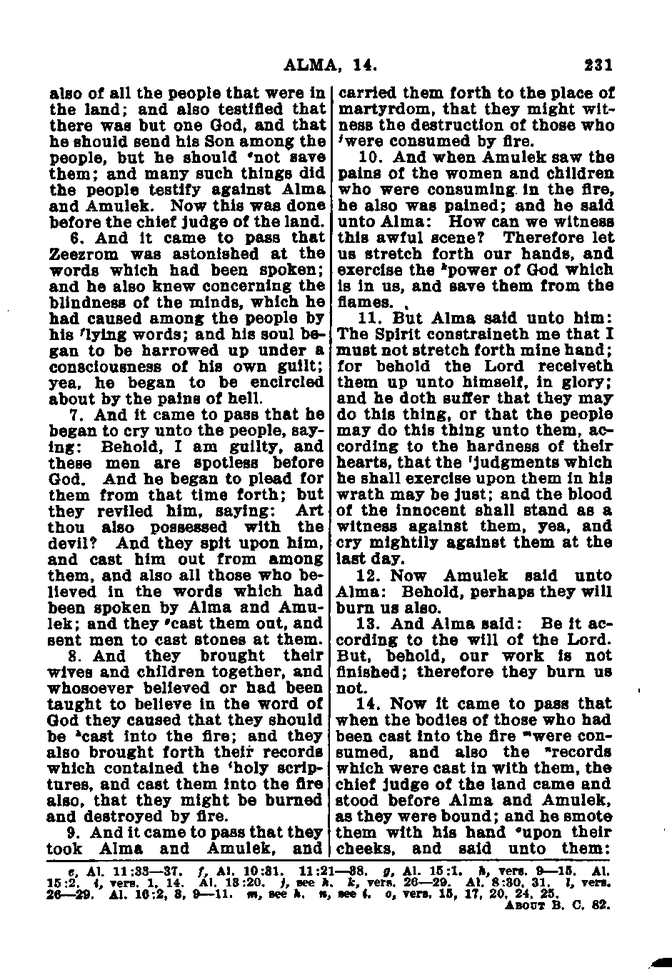 ALMA, 14.
231
also of all the people that were in
the land; and also testified that
there was but one God, and that
he should send his Son among the
people, but he should ᵉnot save
them; and many such things did
the people testify against Alma
and Amulek. Now this was done
before the chief judge of the land.
6. And it came to pass that
Zeezrom was astonished at the
words which had been spoken;
and he also knew concerning the
blindness of the minds, which he
had caused among the people by
his ᶠlying words; and his soul be-
gan to be harrowed up under a
consciousness of his own guilt;
yea, he began to be encircled
about by the pains of hell.
7. And it came to pass that he
began to cry unto the people, say-
ing: Behold, I am guilty, and
these men are spotless before
God. And he began to plead for
them from that time forth; but
they reviled him, saying: Art
thou also possessed with the
devil? And they spit upon him,
and cast him out from among
them, and also all those who be-
lieved in the words which had
been spoken by Alma and Amu-
lek; and they ᵍcast them out, and
sent men to cast stones at them.
8. And they brought their
wives and children together, and
whosoever believed or had been
taught to believe in the word of
God they caused that they should
be ʰcast into the fire; and they
also brought forth their records
which contained the ⁱholy scrip-
tures, and cast them into the fire
also, that they might be burned
and destroyed by fire.
9. And it came to pass that they
took Alma and Amulek, and
carried them forth to the place of
martyrdom, that they might wit-
ness the destruction of those who
ʲwere consumed by fire.
10. And when Amulek saw the
pains of the women and children
who were consuming in the fire,
he also was pained; and he said
unto Alma: How can we witness
this awful scene? Therefore let
us stretch forth our hands, and
exercise the ᵏpower of God which
is in us, and save them from the
flames.
11. But Alma said unto him:
The Spirit constraineth me that I
must not stretch forth mine hand;
for behold the Lord receiveth
them up unto himself, in glory;
and he doth suffer that they may
do this thing, or that the people
may do this thing unto them, ac-
cording to the hardness of their
hearts, that the ˡjudgments which
he shall exercise upon them in his
wrath may be just; and the blood
of the innocent shall stand as a
witness against them, yea, and
cry mightily against them at the
last day.
12. Now Amulek said unto
Alma: Behold, perhaps they will
burn us also.
13. And Alma said: Be it ac-
cording to the will of the Lord.
But, behold, our work is not
finished; therefore they burn us
not.
14. Now it came to pass that
when the bodies of those who had
been cast into the fire ᵐwere con-
sumed, and also the ⁿrecords
which were cast in with them, the
chief judge of the land came and
stood before Alma and Amulek,
as they were bound; and he smote
them with his hand ᵒupon their
cheeks, and said unto them:
e, Al. 11:33—37. f, Al. 10:31. 11:21—38. g, Al. 15:1. h, vers. 9—15. Al.
15:2. i, vers. 1, 14. Al. 18:20. j, see h. k, vers. 26—29. Al. 8:30, 31. l, vers.
26—29. Al. 16:2, 3, 9—11. m, see h. n, see i. o, vers. 15, 17, 20, 24, 25.
ABOUT B. C. 82.